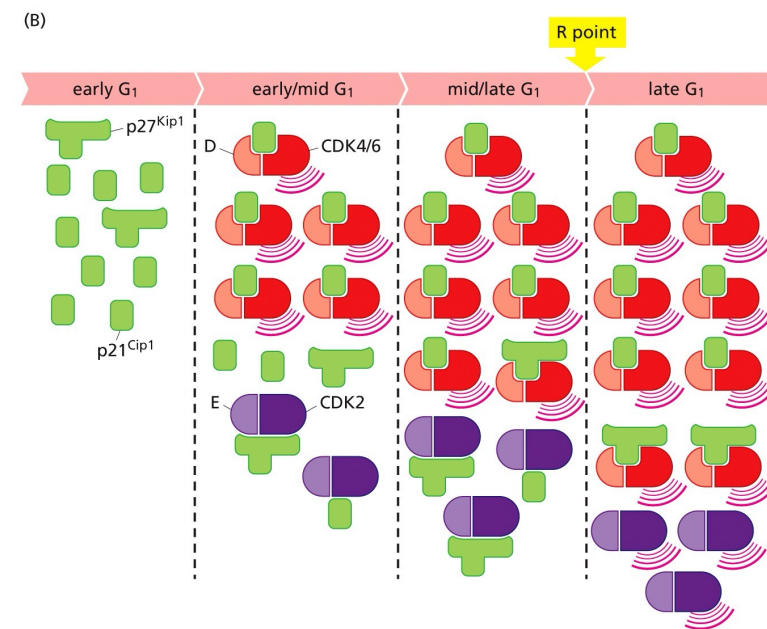 (B)
R point
early G₁
early/mid G₁
mid/late G₁
late G₁
p27ᴷⁱᵖ¹
D
CDK4/6
p21ᶜⁱᵖ¹
E
CDK2